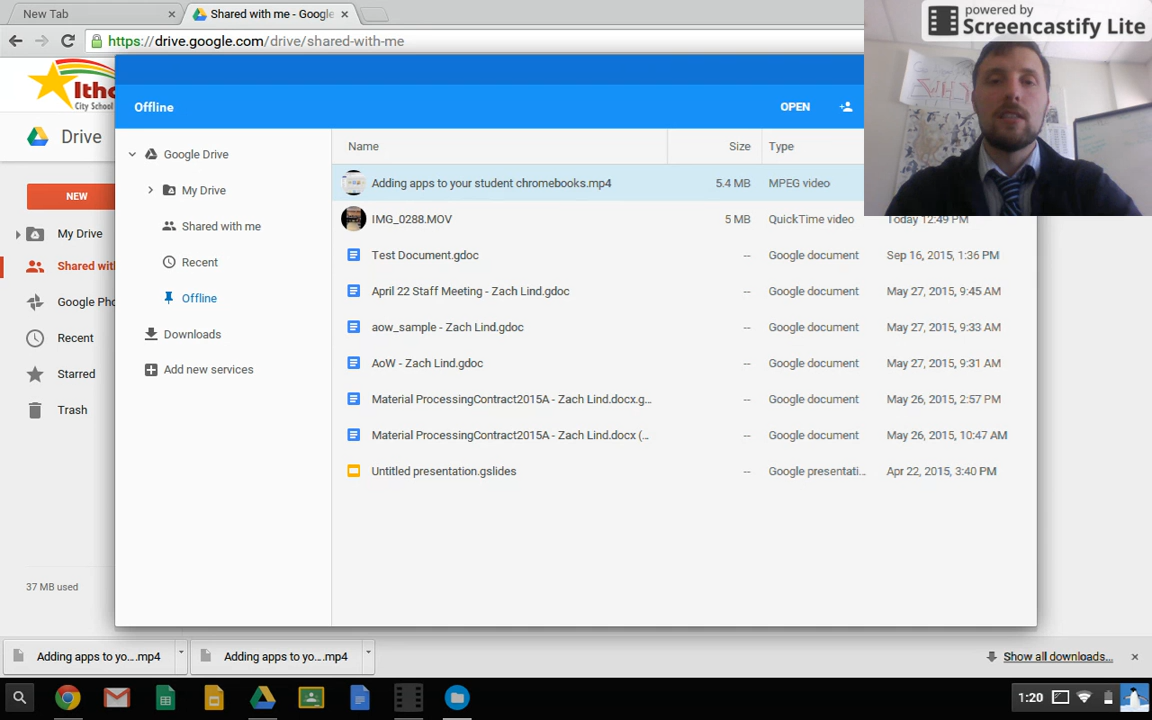 New Tab
Shared with me - Google
powered by
Screencastify Lite
https://drive.google.com/drive/shared-with-me
City School
Drive
NEW
My Drive
Shared wit
Google Pho
Recent
Starred
Trash
37 MB used
Offline
OPEN
Google Drive
My Drive
Shared with me
Recent
Offline
Downloads
Add new services
Name Size Type
Adding apps to your student chromebooks.mp4 5.4 MB MPEG video
IMG_0288.MOV 5 MB QuickTime video Today 12:49 PM
Test Document.gdoc -- Google document Sep 16, 2015, 1:36 PM
April 22 Staff Meeting - Zach Lind.gdoc -- Google document May 27, 2015, 9:45 AM
aow_sample - Zach Lind.gdoc -- Google document May 27, 2015, 9:33 AM
AoW - Zach Lind.gdoc -- Google document May 27, 2015, 9:31 AM
Material ProcessingContract2015A - Zach Lind.docx.g... -- Google document May 26, 2015, 2:57 PM
Material ProcessingContract2015A - Zach Lind.docx (... -- Google document May 26, 2015, 10:47 AM
Untitled presentation.gslides -- Google presentati... Apr 22, 2015, 3:40 PM
Adding apps to yo....mp4
Adding apps to yo....mp4
Show all downloads...
1:20